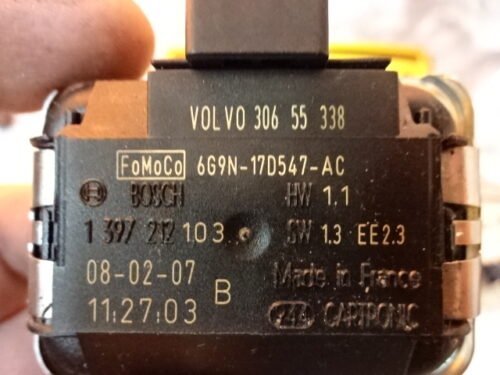 VOLVO 306 55 338
FoMoCo 6G9N-17D547-AC
BOSCH HW 1.1
1 397 212 103 SW 1.3 EE2.3
08-02-07 Made in France
11:27:03 B CARTRONIC